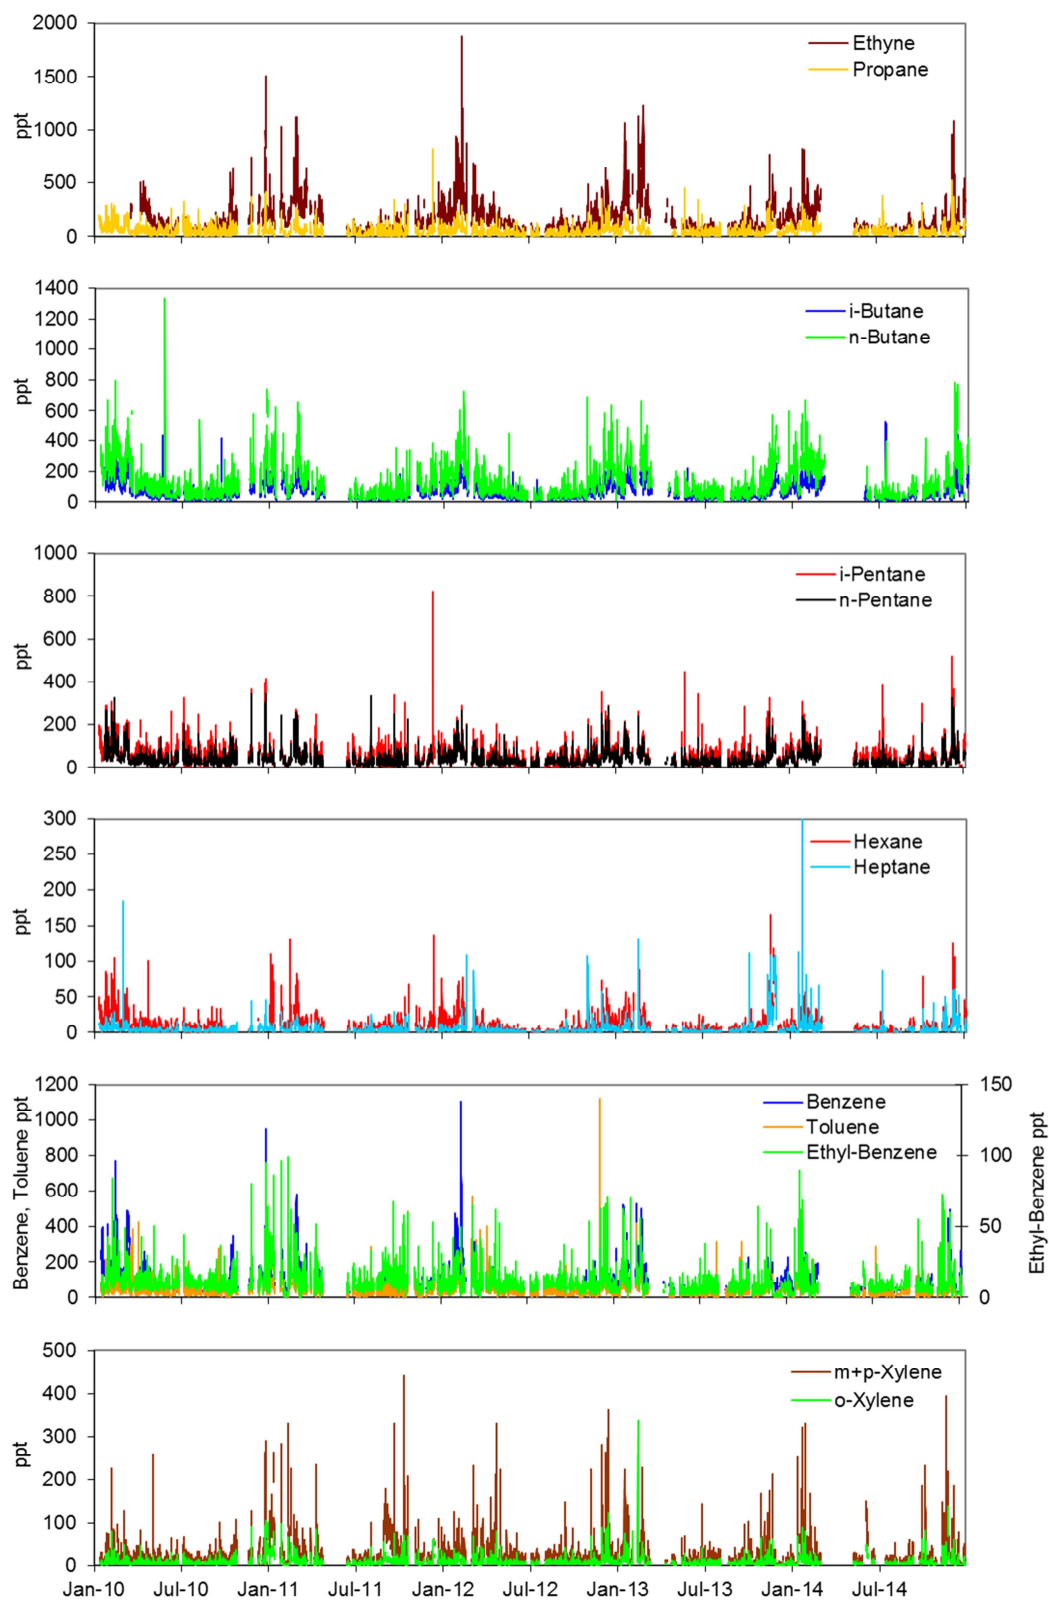 2000
1500
1000
500
0
ppt
Ethyne
Propane
1400
1200
1000
800
600
400
200
0
ppt
i-Butane
n-Butane
1000
800
600
400
200
0
ppt
i-Pentane
n-Pentane
300
250
200
150
100
50
0
ppt
Hexane
Heptane
1200
1000
800
600
400
200
0
Benzene, Toluene ppt
Benzene
Toluene
Ethyl-Benzene
150
100
50
0
Ethyl-Benzene ppt
500
400
300
200
100
0
ppt
m+p-Xylene
o-Xylene
Jan-10 Jul-10 Jan-11 Jul-11 Jan-12 Jul-12 Jan-13 Jul-13 Jan-14 Jul-14